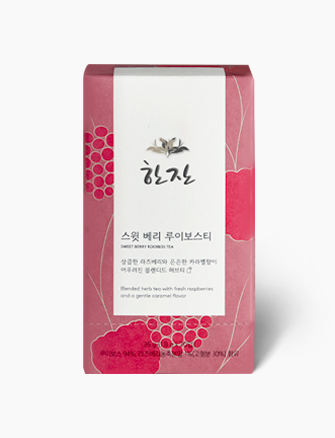 한잔
스윗 베리 루이보스티
SWEET BERRY ROOIBOS TEA
상큼한 라즈베리와 은은한 카라멜향이
어우러진 블렌디드 허브티
Blended herb tea with fresh raspberries
and a gentle caramel flavor